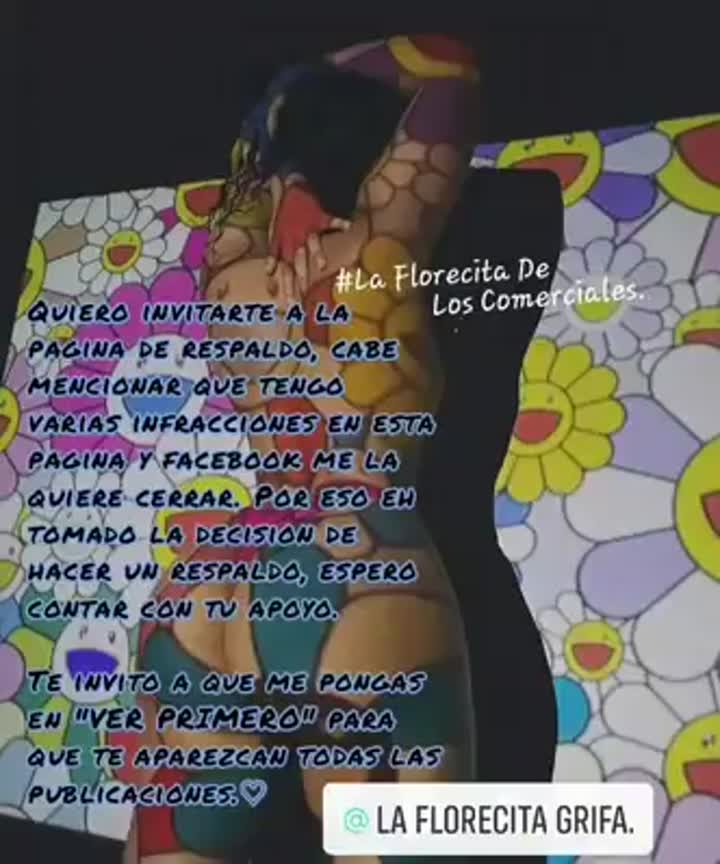 #La Florecita De
Los Comerciales.
QUIERO INVITARTE A LA
PAGINA DE RESPALDO, CABE
MENCIONAR QUE TENGO
VARIAS INFRACCIONES EN ESTA
PAGINA Y FACEBOOK ME LA
QUIERE CERRAR. POR ESO EH
TOMADO LA DECISION DE
HACER UN RESPALDO, ESPERO
CONTAR CON TU APOYO.
TE INVITO A QUE ME PONGAS
EN "VER PRIMERO" PARA
QUE TE APAREZCAN TODAS LAS
PUBLICACIONES.♡
@ LA FLORECITA GRIFA.